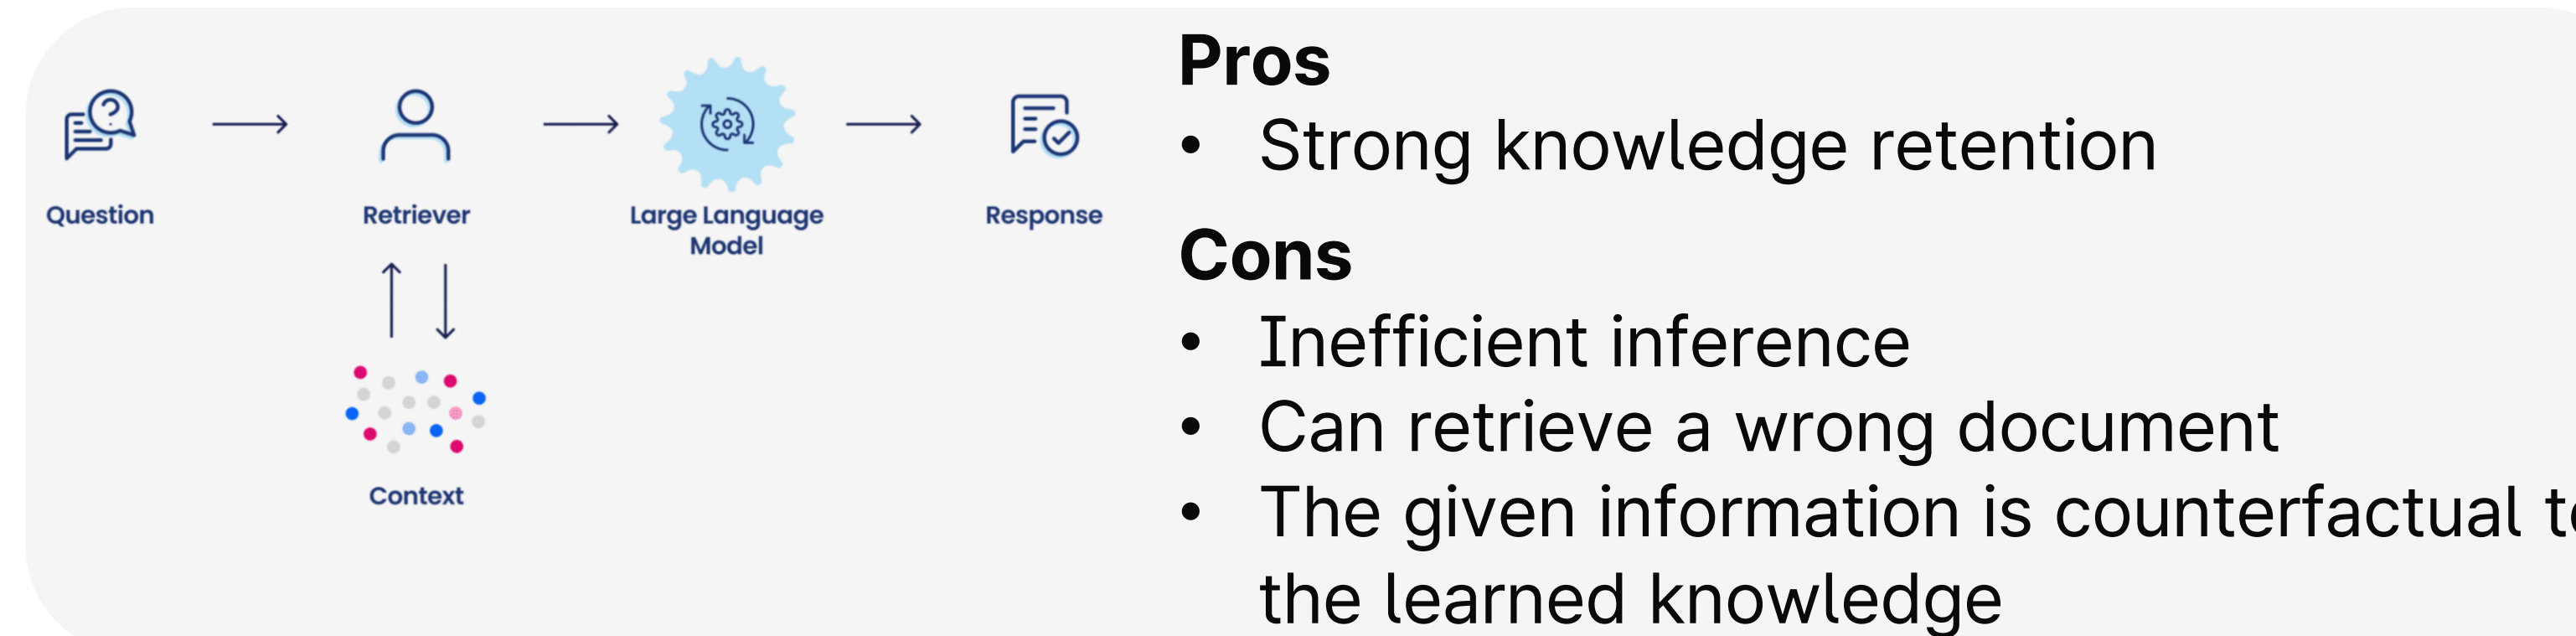 Question
Retriever
Large Language
Model
Response
Context
Pros
• Strong knowledge retention
Cons
• Inefficient inference
• Can retrieve a wrong document
• The given information is counterfactual
the learned knowledge